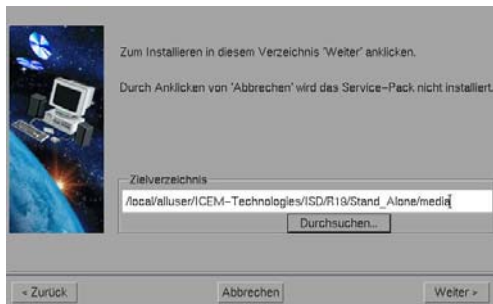 Zum Installieren in diesem Verzeichnis 'Weiter' anklicken.
Durch Anklicken von 'Abbrechen' wird das Service-Pack nicht installiert.
Zielverzeichnis
/local/alluser/ICEM-Technologies/ISD/R19/Stand_Alone/media
Durchsuchen...
< Zurück
Abbrechen
Weiter >